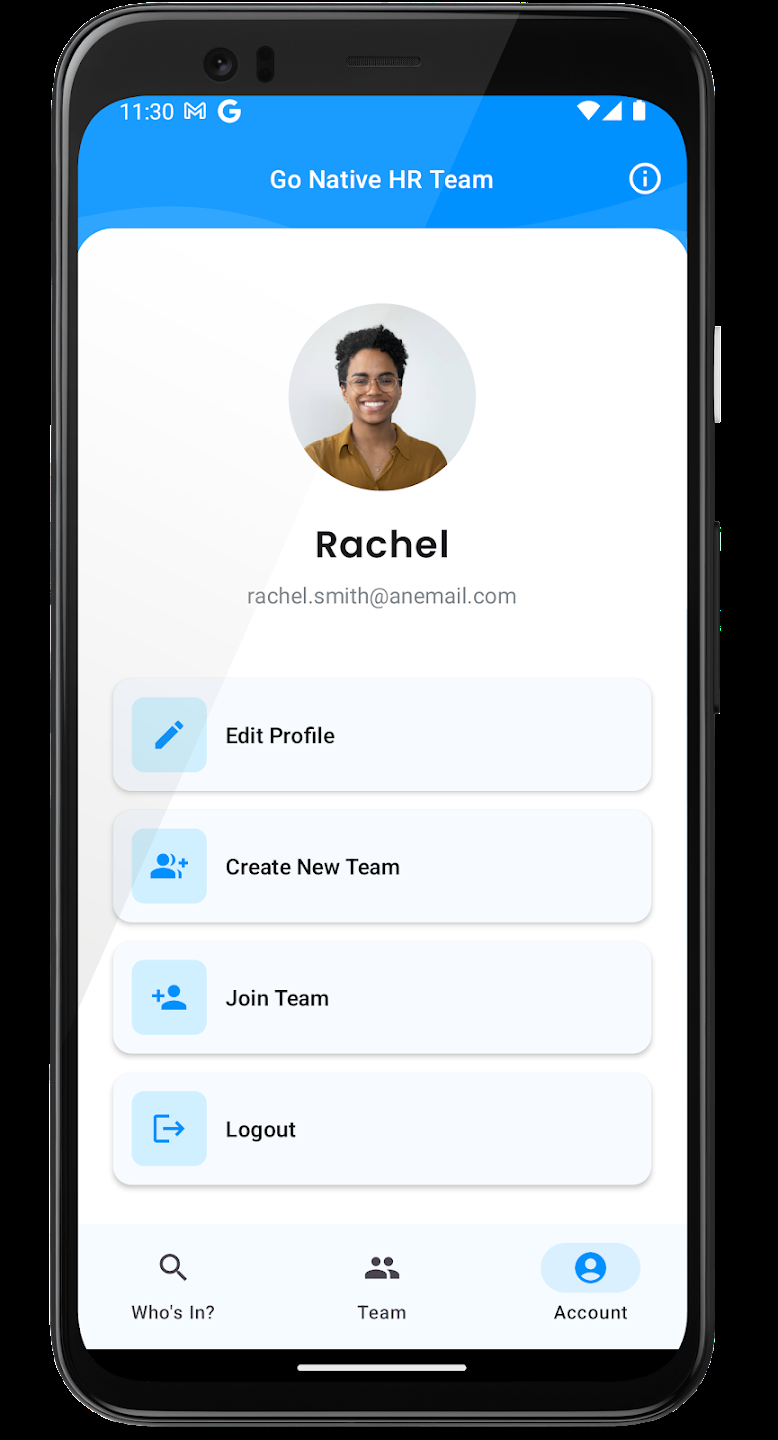 11:30
Go Native HR Team
Rachel
rachel.smith@anemail.com
Edit Profile
Create New Team
Join Team
Logout
Who's In?
Team
Account